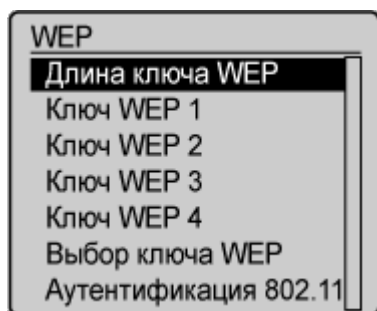 WEP
Длина ключа WEP
Ключ WEP 1
Ключ WEP 2
Ключ WEP 3
Ключ WEP 4
Выбор ключа WEP
Аутентификация 802.11